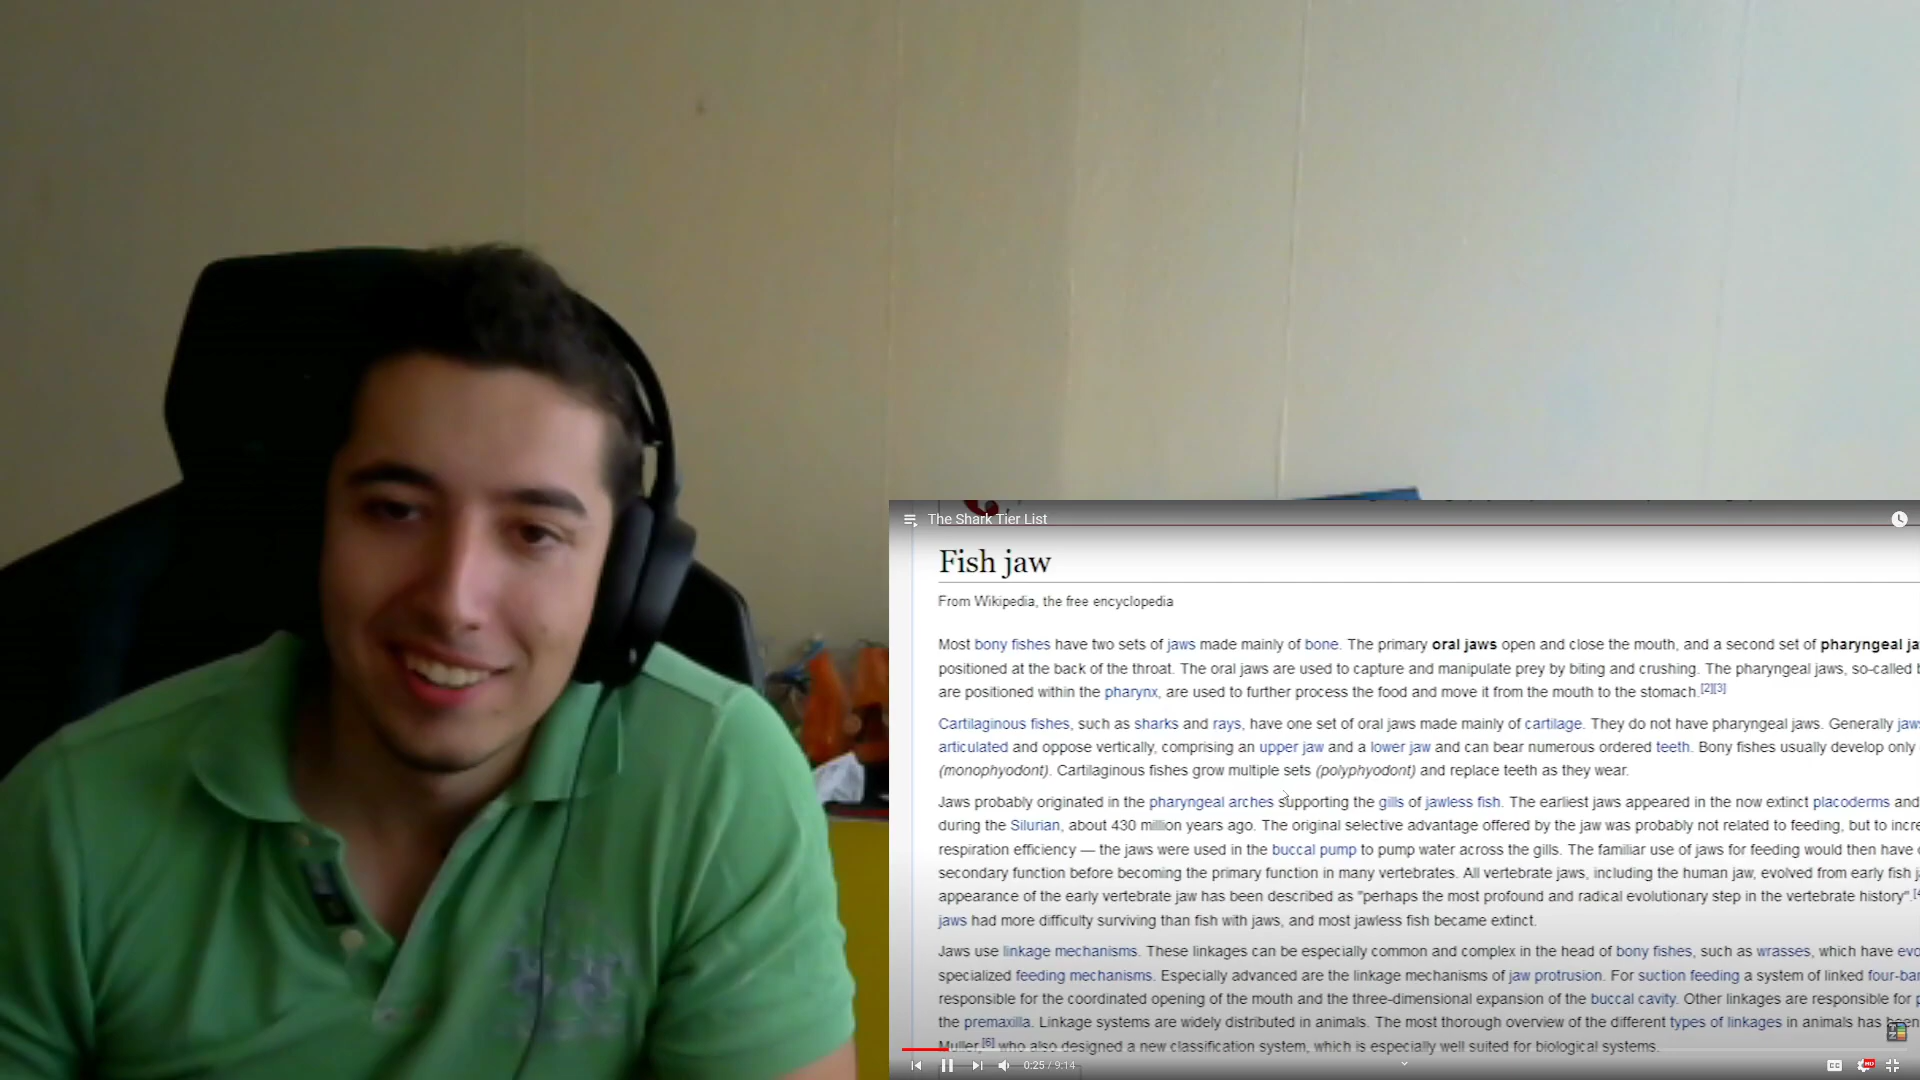 The Shark Tier List
Fish jaw
From Wikipedia, the free encyclopedia
Most bony fishes have two sets of jaws made mainly of bone. The primary oral jaws open and close the mouth, and a second set of pharyngeal ja
positioned at the back of the throat. The oral jaws are used to capture and manipulate prey by biting and crushing. The pharyngeal jaws, so-called b
are positioned within the pharynx, are used to further process the food and move it from the mouth to the stomach.[2][3]
Cartilaginous fishes, such as sharks and rays, have one set of oral jaws made mainly of cartilage. They do not have pharyngeal jaws. Generally jaws
articulated and oppose vertically, comprising an upper jaw and a lower jaw and can bear numerous ordered teeth. Bony fishes usually develop only
(monophyodont). Cartilaginous fishes grow multiple sets (polyphyodont) and replace teeth as they wear.
Jaws probably originated in the pharyngeal arches supporting the gills of jawless fish. The earliest jaws appeared in the now extinct placoderms and
during the Silurian, about 430 million years ago. The original selective advantage offered by the jaw was probably not related to feeding, but to incre
respiration efficiency — the jaws were used in the buccal pump to pump water across the gills. The familiar use of jaws for feeding would then have
secondary function before becoming the primary function in many vertebrates. All vertebrate jaws, including the human jaw, evolved from early fish ja
appearance of the early vertebrate jaw has been described as "perhaps the most profound and radical evolutionary step in the vertebrate history".[4
jaws had more difficulty surviving than fish with jaws, and most jawless fish became extinct.
Jaws use linkage mechanisms. These linkages can be especially common and complex in the head of bony fishes, such as wrasses, which have evo
specialized feeding mechanisms. Especially advanced are the linkage mechanisms of jaw protrusion. For suction feeding a system of linked four-bar
responsible for the coordinated opening of the mouth and the three-dimensional expansion of the buccal cavity. Other linkages are responsible for p
the premaxilla. Linkage systems are widely distributed in animals. The most thorough overview of the different types of linkages in animals has been
Muller,[6] who also designed a new classification system, which is especially well suited for biological systems.
0:25 / 9:14
CC
HD